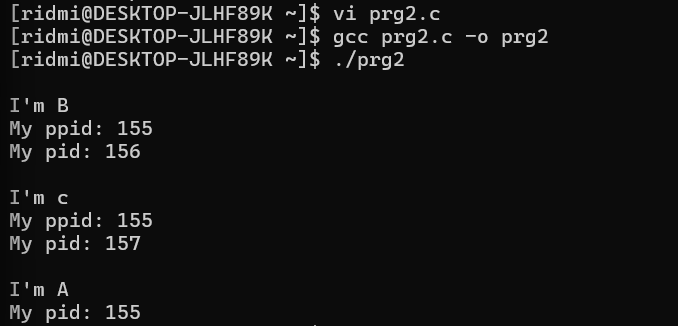 [ridmi@DESKTOP-JLHF89K ~]$ vi prg2.c
[ridmi@DESKTOP-JLHF89K ~]$ gcc prg2.c -o prg2
[ridmi@DESKTOP-JLHF89K ~]$ ./prg2
I'm B
My ppid: 155
My pid: 156
I'm c
My ppid: 155
My pid: 157
I'm A
My pid: 155